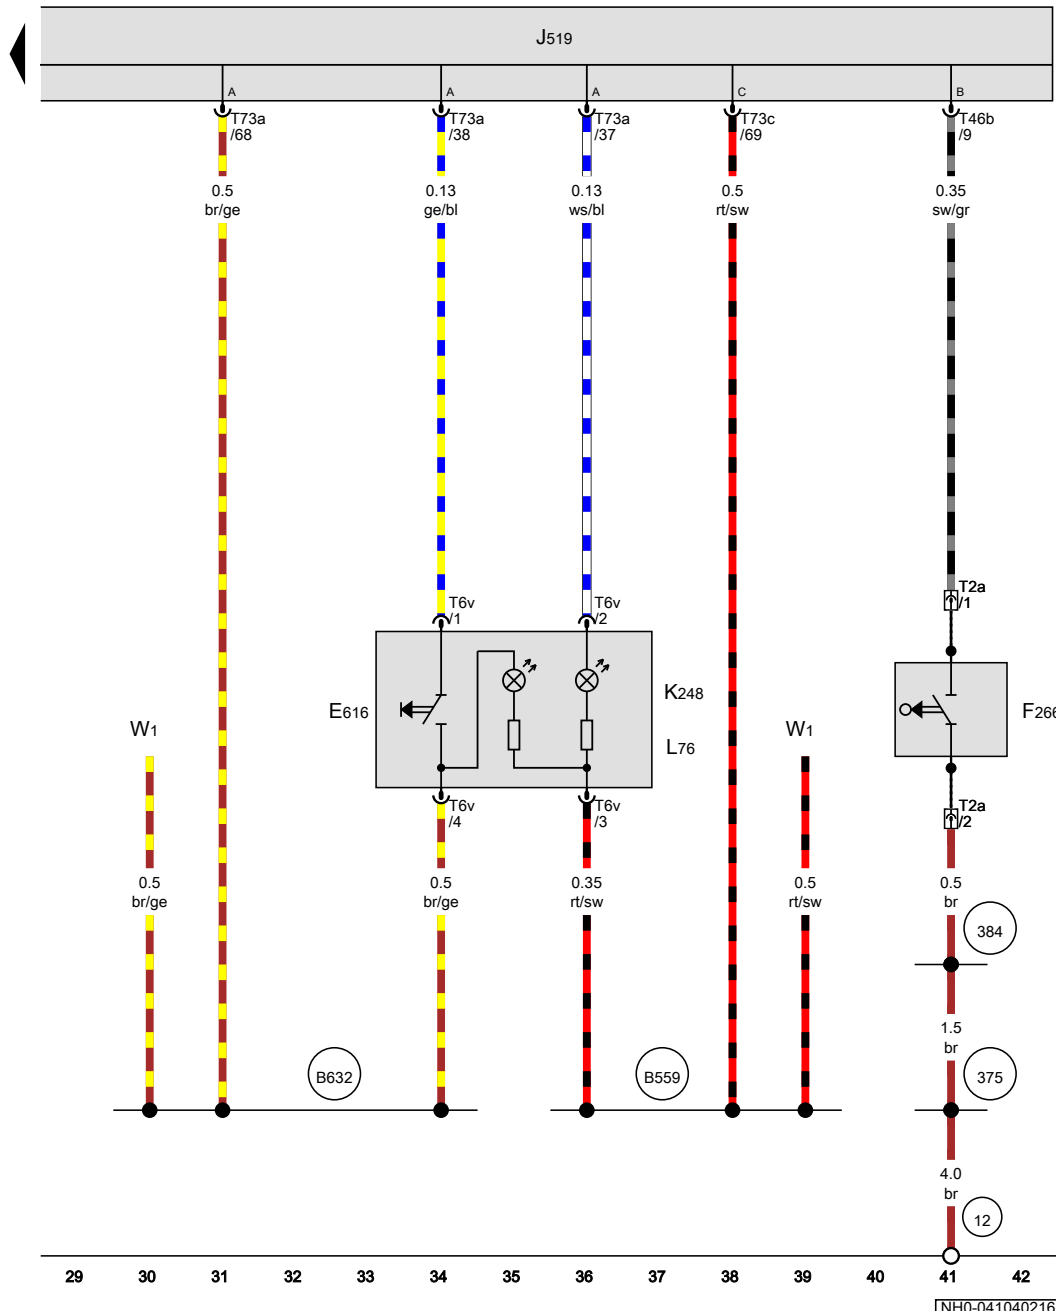 J519
A A A C B
T73a T73a T73a T73c T46b
/68 /38 /37 /69 /9
0.5 0.13 0.13 0.5 0.35
br/ge ge/bl ws/bl rt/sw sw/gr
T2a
/1
T6v T6v
/1 /2
K248
E616 F266
W1 W1
L76
T6v T6v T2a
/4 /3 /2
0.5 0.5 0.35 0.5 0.5
br/ge br/ge rt/sw rt/sw br
384
1.5
br
B632 B559 375
4.0
br
12
29 30 31 32 33 34 35 36 37 38 39 40 41 42
NH0-041040216